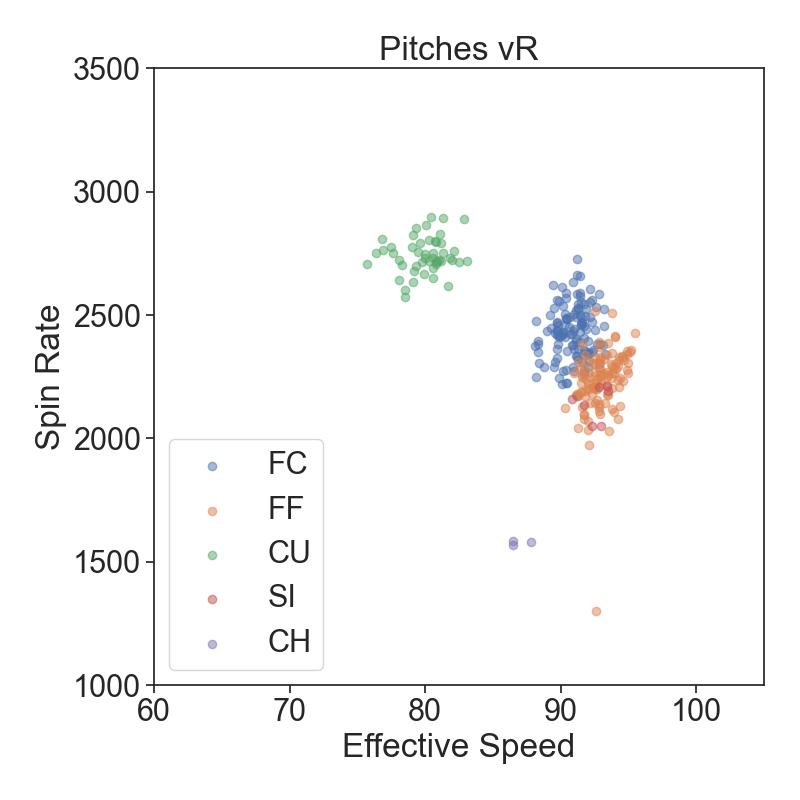 Pitches vR
3500
3000
2500
2000
1500
1000
Spin Rate
FC
FF
CU
SI
CH
60 70 80 90 100
Effective Speed